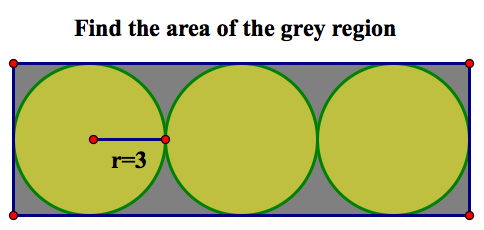 Find the area of the grey region
r=3